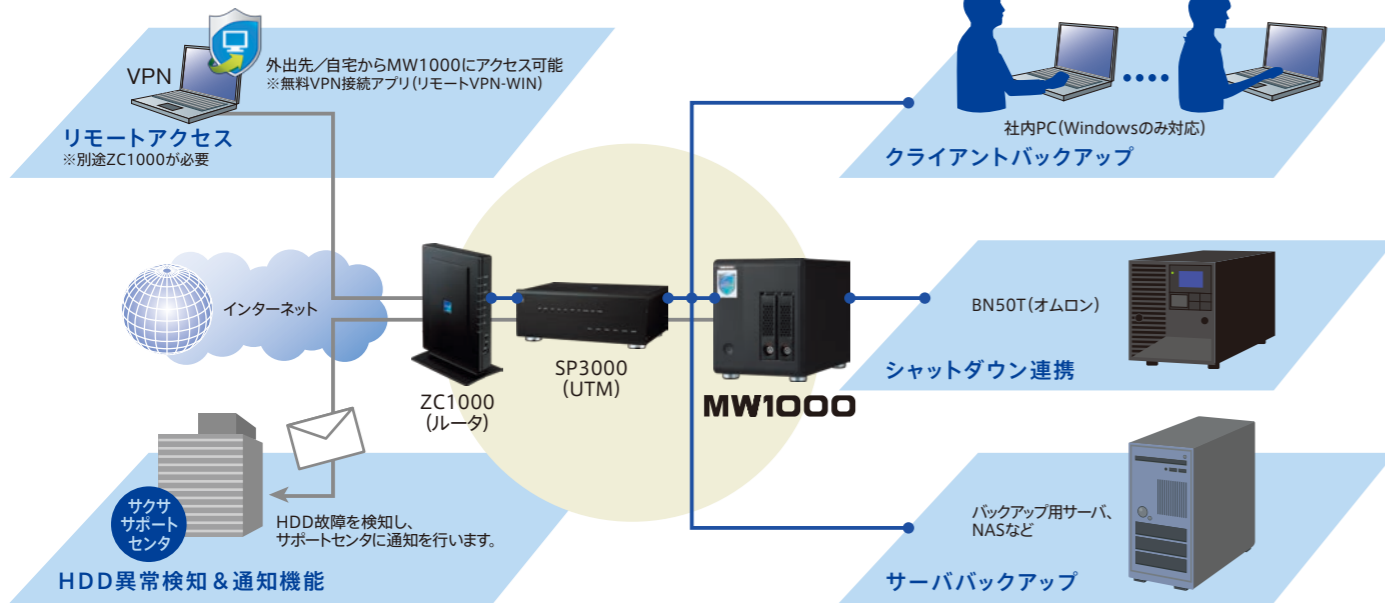 VPN
外出先／自宅からMW1000にアクセス可能
※無料VPN接続アプリ(リモートVPN-WIN)
リモートアクセス
※別途ZC1000が必要
社内PC(Windowsのみ対応)
クライアントバックアップ
インターネット
ZC1000
(ルータ)
SP3000
(UTM)
MW1000
BN50T(オムロン)
シャットダウン連携
サクサ
サポート
センタ
HDD故障を検知し、
サポートセンタに通知を行います。
HDD異常検知＆通知機能
バックアップ用サーバ、
NASなど
サーババックアップ